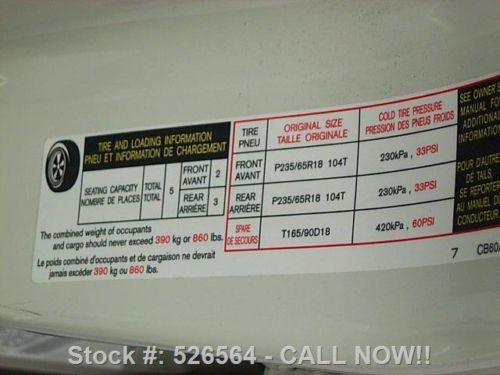 TIRE AND LOADING INFORMATION
PNEU ET INFORMATION DE CHARGEMENT
SEATING CAPACITY
NOMBRE DE PLACES
TOTAL
TOTAL
5
FRONT
AVANT
2
REAR
ARRIÈRE
3
The combined weight of occupants
and cargo should never exceed 390 kg or 860 lbs.
Le poids combiné d'occupants et de cargaison ne devrait
jamais excéder 390 kg ou 860 lbs.
TIRE
PNEU
ORIGINAL SIZE
TAILLE ORIGINALE
COLD TIRE PRESSURE
PRESSION DES PNEUS FROIDS
FRONT
AVANT
P235/65R18 104T
230kPa , 33PSI
REAR
ARRIÈRE
P235/65R18 104T
230kPa , 33PSI
SPARE
DE SECOURS
T165/90D18
420kPa , 60PSI
SEE OWNER'S
MANUAL
ADDITIONAL
INFORMATION
POUR D'AUTRE
DE TAILS,
SE REPORTER
AU MANUEL DU
CONDUCTEUR
7
CB60
Stock #: 526564 - CALL NOW!!